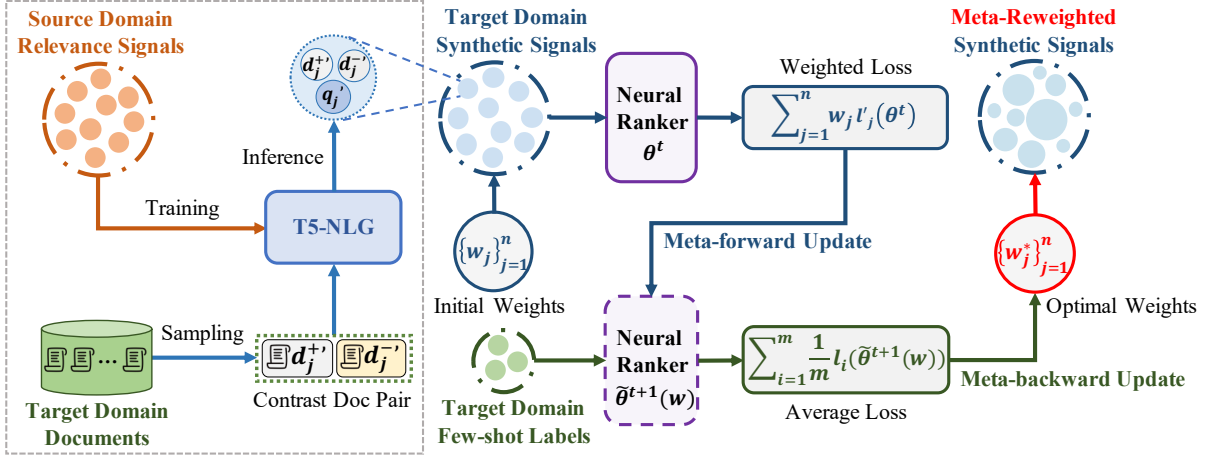 Source Domain
Relevance Signals
d_j^{+'} d_j^{-'}
q_j'
Inference
Training
T5-NLG
Sampling
...
d_j^{+'} d_j^{-'}
Contrast Doc Pair
Target Domain
Documents
Target Domain
Synthetic Signals
Neural
Ranker
θ^t
Weighted Loss
∑_{j=1}^{n} w_j l'_j(θ^t)
Meta-Reweighted
Synthetic Signals
{w_j}_{j=1}^{n}
Initial Weights
Meta-forward Update
{w_j^*}_{j=1}^{n}
Optimal Weights
Target Domain
Few-shot Labels
Neural
Ranker
θ̃^{t+1}(w)
∑_{i=1}^{m} \frac{1}{m} l_i(θ̃^{t+1}(w))
Average Loss
Meta-backward Update